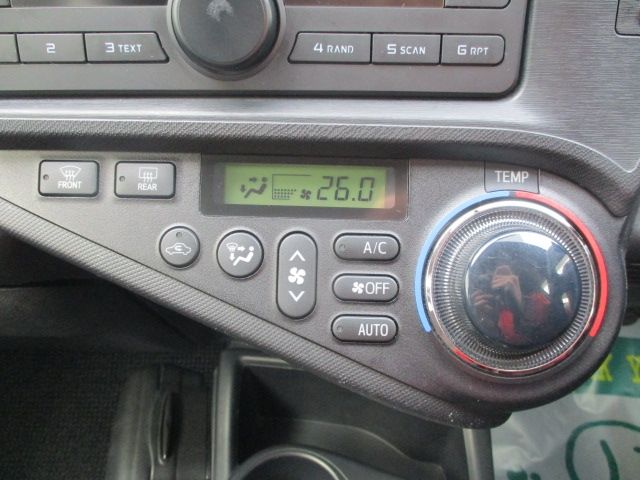 2
3 TEXT
4 RAND
5 SCAN
6 RPT
FRONT
REAR
26.0
TEMP
A/C
OFF
AUTO